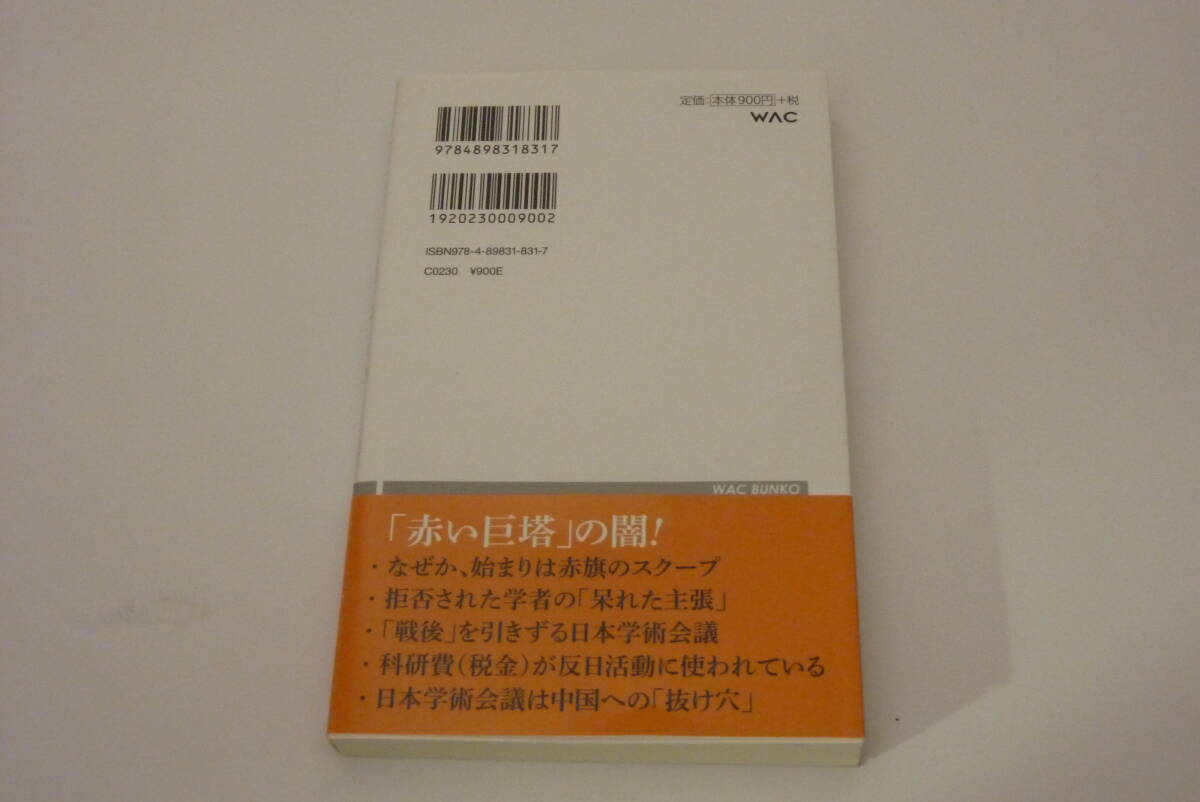 定価:本体900円+税
WAC
9784898318317
1920230009002
ISBN978-4-89831-831-7
C0230 ¥900E
WAC BUNKO
「赤い巨塔」の闇!
・なぜか、始まりは赤旗のスクープ
・拒否された学者の「呆れた主張」
・「戦後」を引きずる日本学術会議
・科研費(税金)が反日活動に使われている
・日本学術会議は中国への「抜け穴」